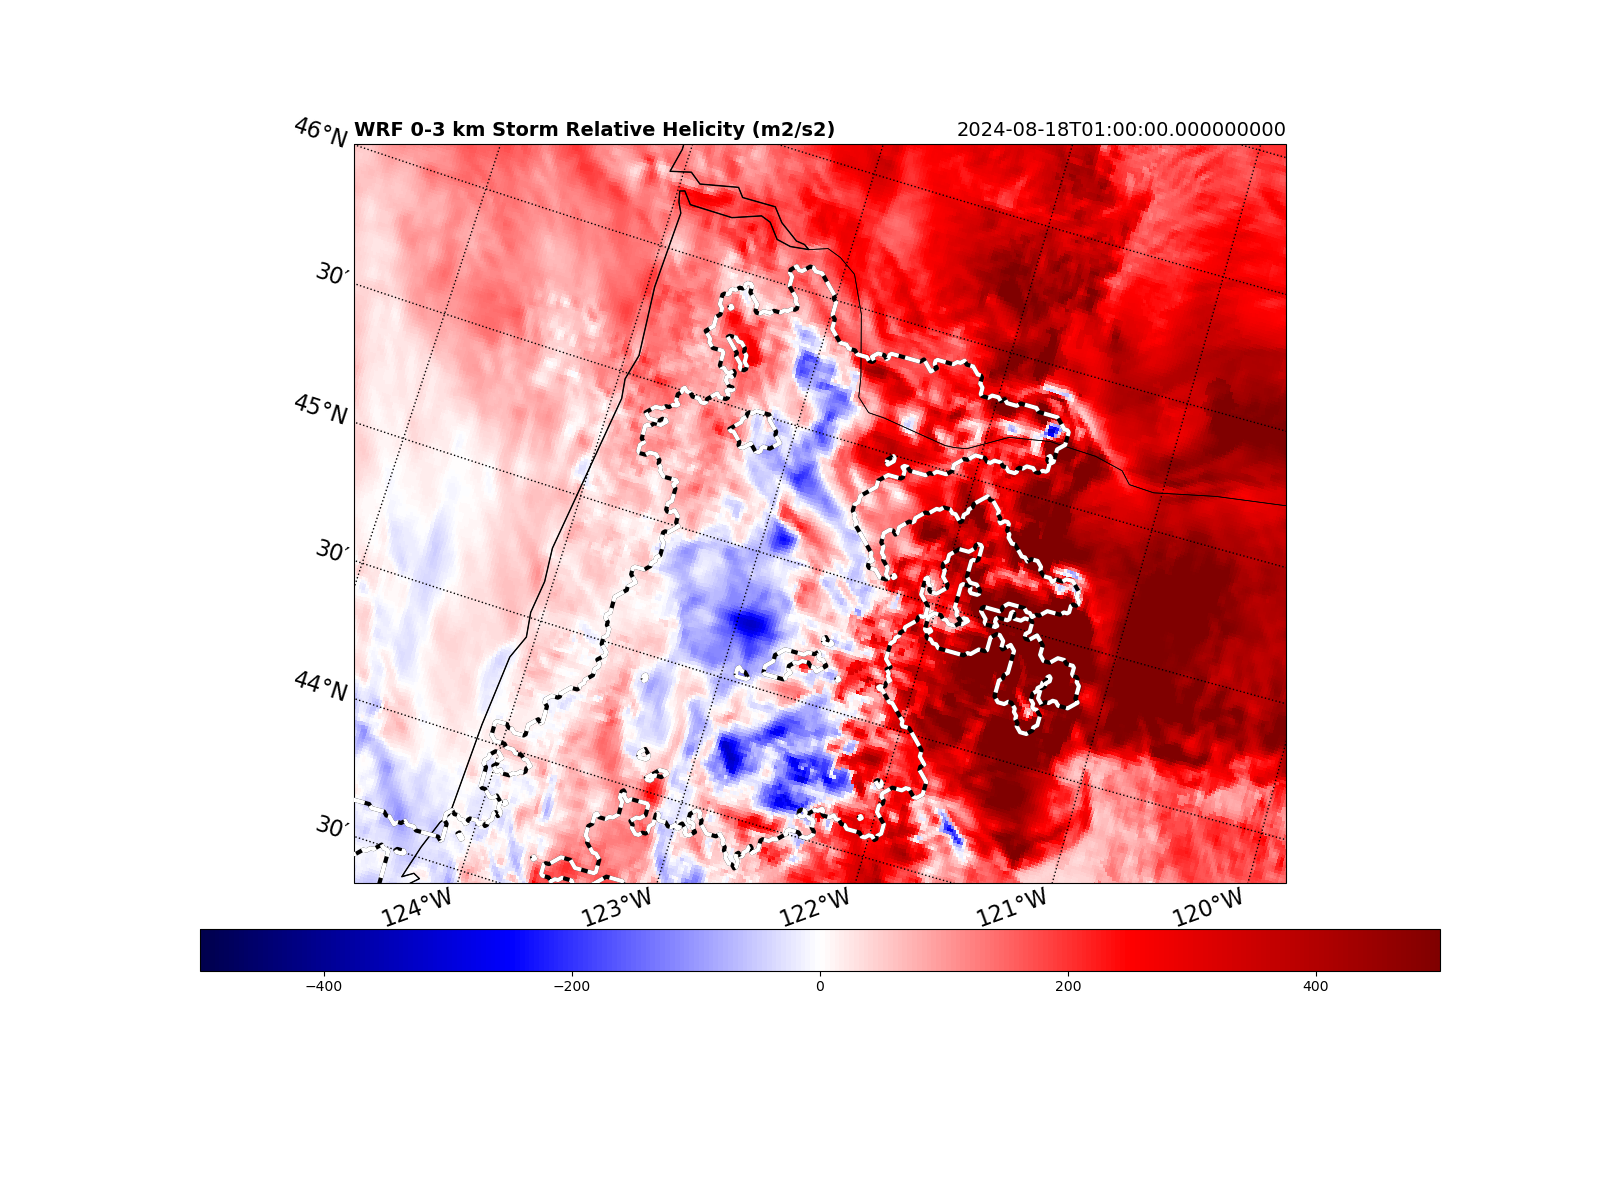 WRF 0-3 km Storm Relative Helicity (m2/s2) 2024-08-18T01:00:00.000000000
46°N
30′
45°N
30′
44°N
30′
124°W 123°W 122°W 121°W 120°W
−400 −200 0 200 400